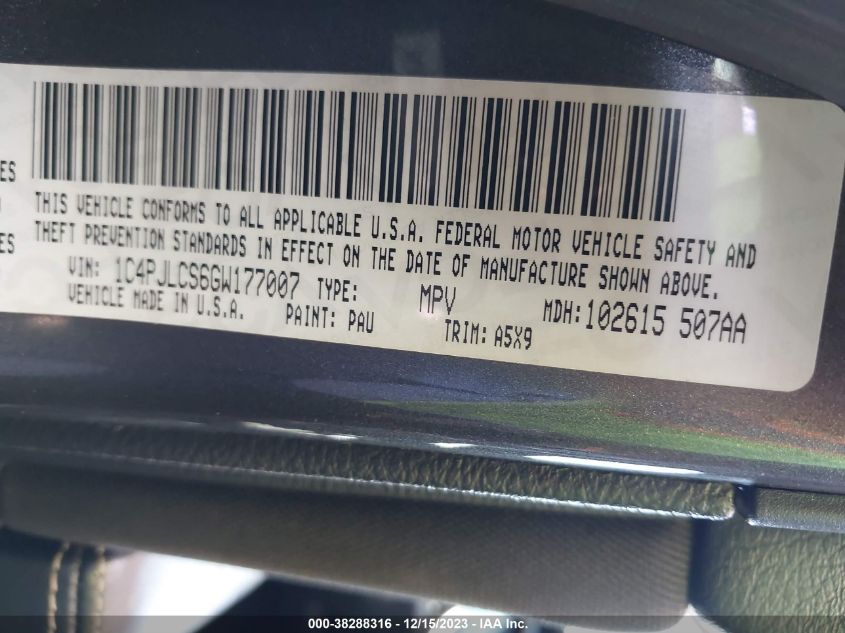 ES
ES
THIS VEHICLE CONFORMS TO ALL APPLICABLE U.S.A. FEDERAL MOTOR VEHICLE SAFETY AND
THEFT PREVENTION STANDARDS IN EFFECT ON THE DATE OF MANUFACTURE SHOWN ABOVE.
VIN: 1C4PJLCS6GW177007 TYPE: MPV MDH:102615 507AA
VEHICLE MADE IN U.S.A. PAINT: PAU TRIM: A5X9
000-38288316 - 12/15/2023 - IAA Inc.